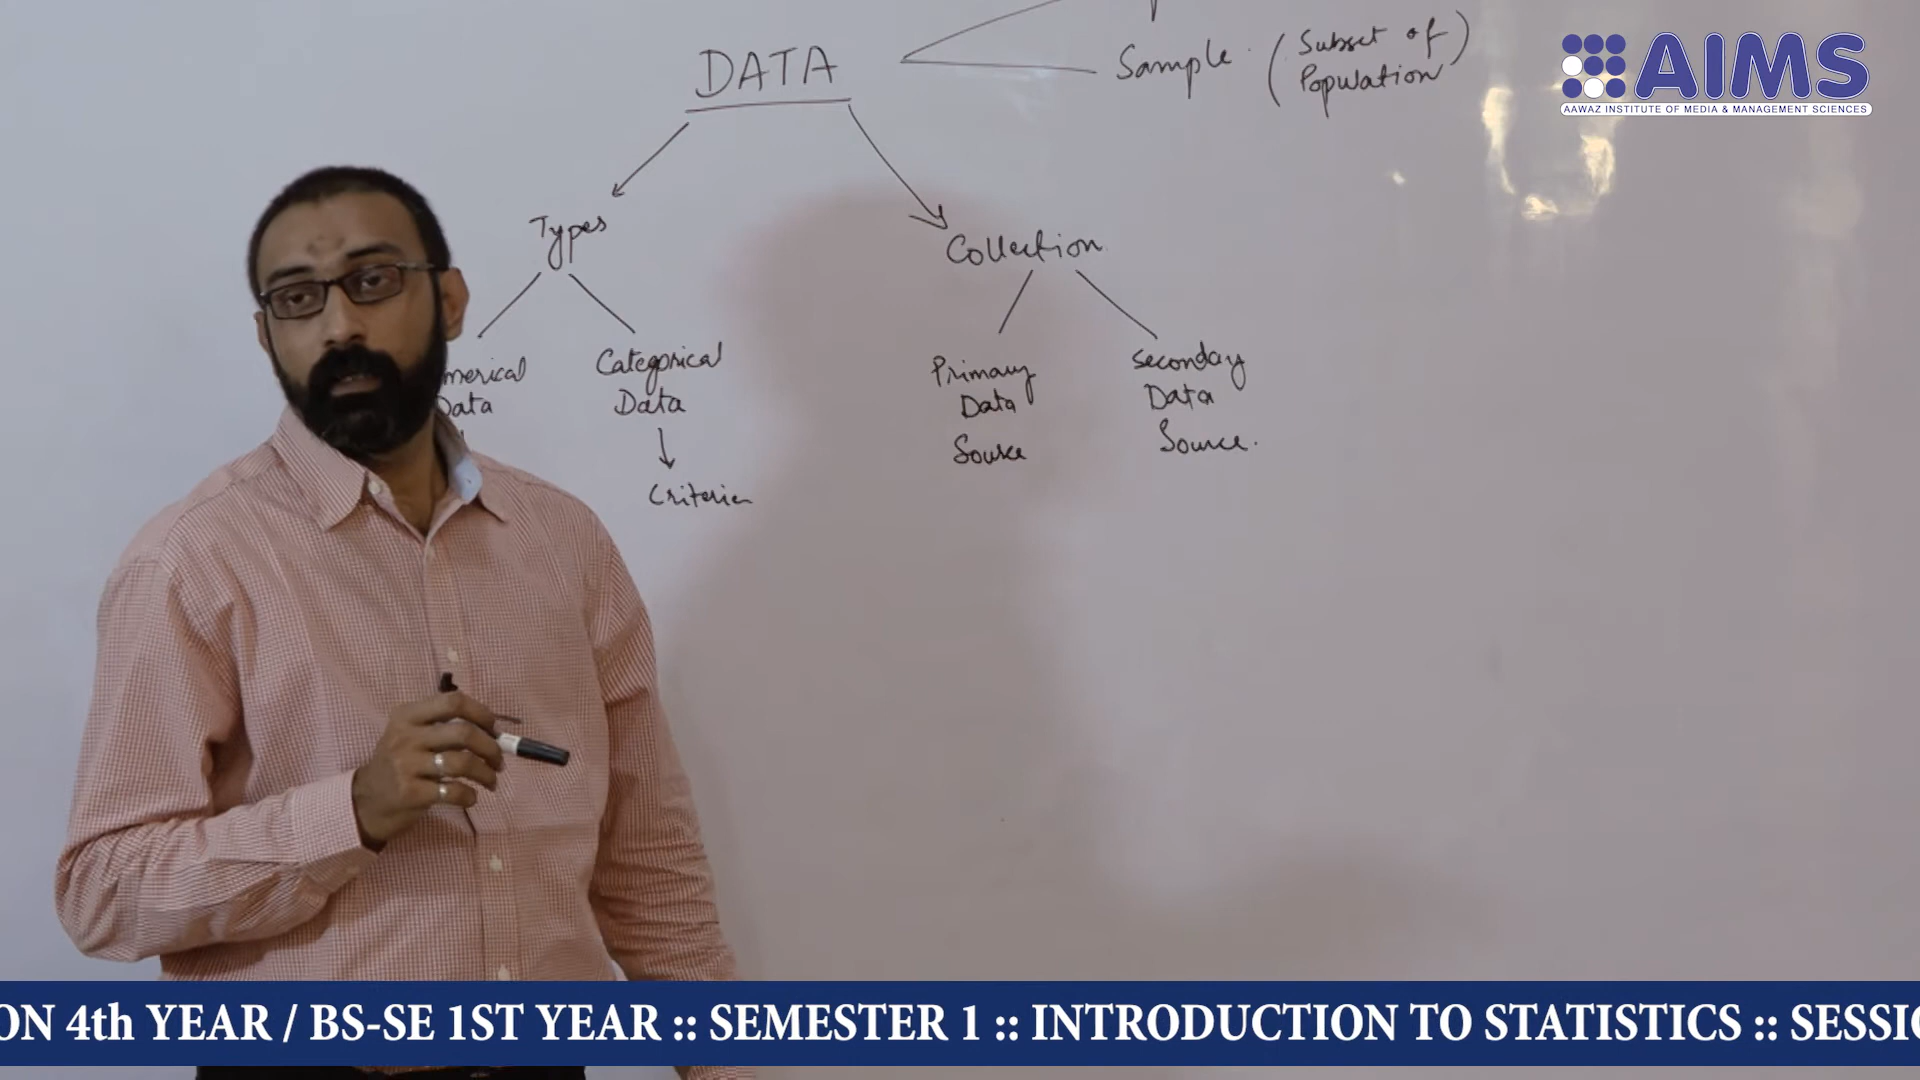 DATA
Sample (Subset of
Population)
Types
Collection
merical
Data
Categorical
Data
Criteria
Primary
Data
Source
Seconday
Data
Source.
AIMS
AAWAZ INSTITUTE OF MEDIA & MANAGEMENT SCIENCES
ON 4th YEAR / BS-SE 1ST YEAR :: SEMESTER 1 :: INTRODUCTION TO STATISTICS :: SESSIO